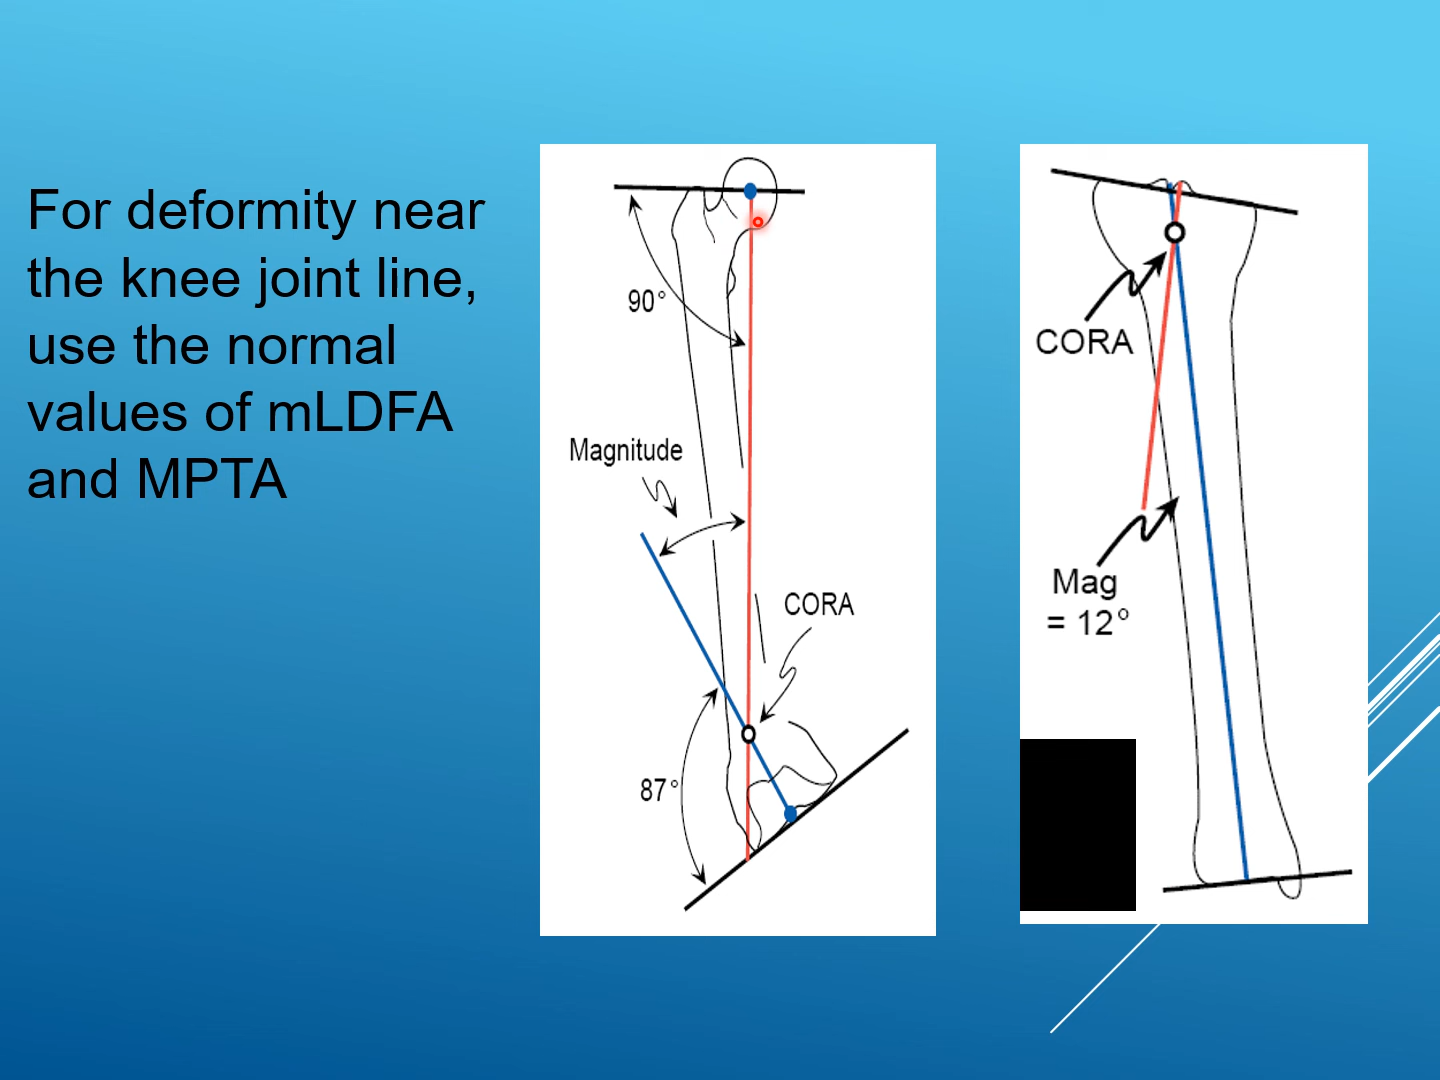 For deformity near
the knee joint line,
use the normal
values of mLDFA
and MPTA
90°
Magnitude
CORA
87°
CORA
Mag
= 12°